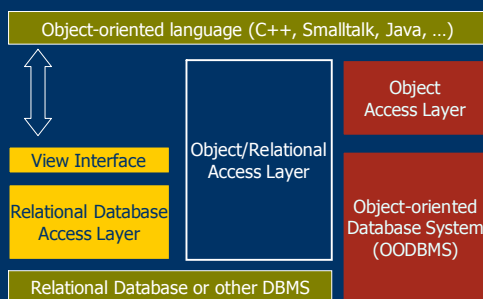 Object-oriented language (C++, Smalltalk, Java, ...)
Object
Access Layer
View Interface
Object/Relational
Access Layer
Relational Database
Access Layer
Object-oriented
Database System
(OODBMS)
Relational Database or other DBMS